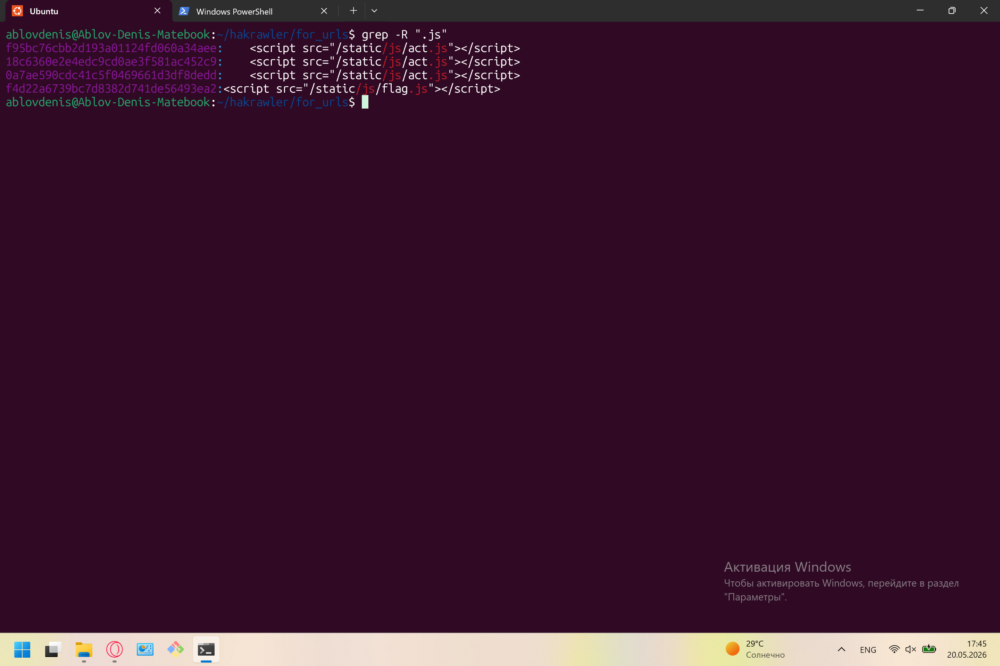 Ubuntu
Windows PowerShell
ablovdenis@Ablov-Denis-Matebook:~/hakrawler/for_urls$ grep -R ".js"
f95bc76cbb2d193a01124fd060a34aee:    <script src="/static/js/act.js"></script>
18c6360e2e4edc9cd0ae3f581ac452c9:    <script src="/static/js/act.js"></script>
0a7ae590cdc41c5f0469661d3df8dedd:    <script src="/static/js/act.js"></script>
f4d22a6739bc7d8382d741de56493ea2:<script src="/static/js/flag.js"></script>
ablovdenis@Ablov-Denis-Matebook:~/hakrawler/for_urls$
Активация Windows
Чтобы активировать Windows, перейдите в раздел
"Параметры".
29°C
Солнечно
ENG
17:45
20.05.2026